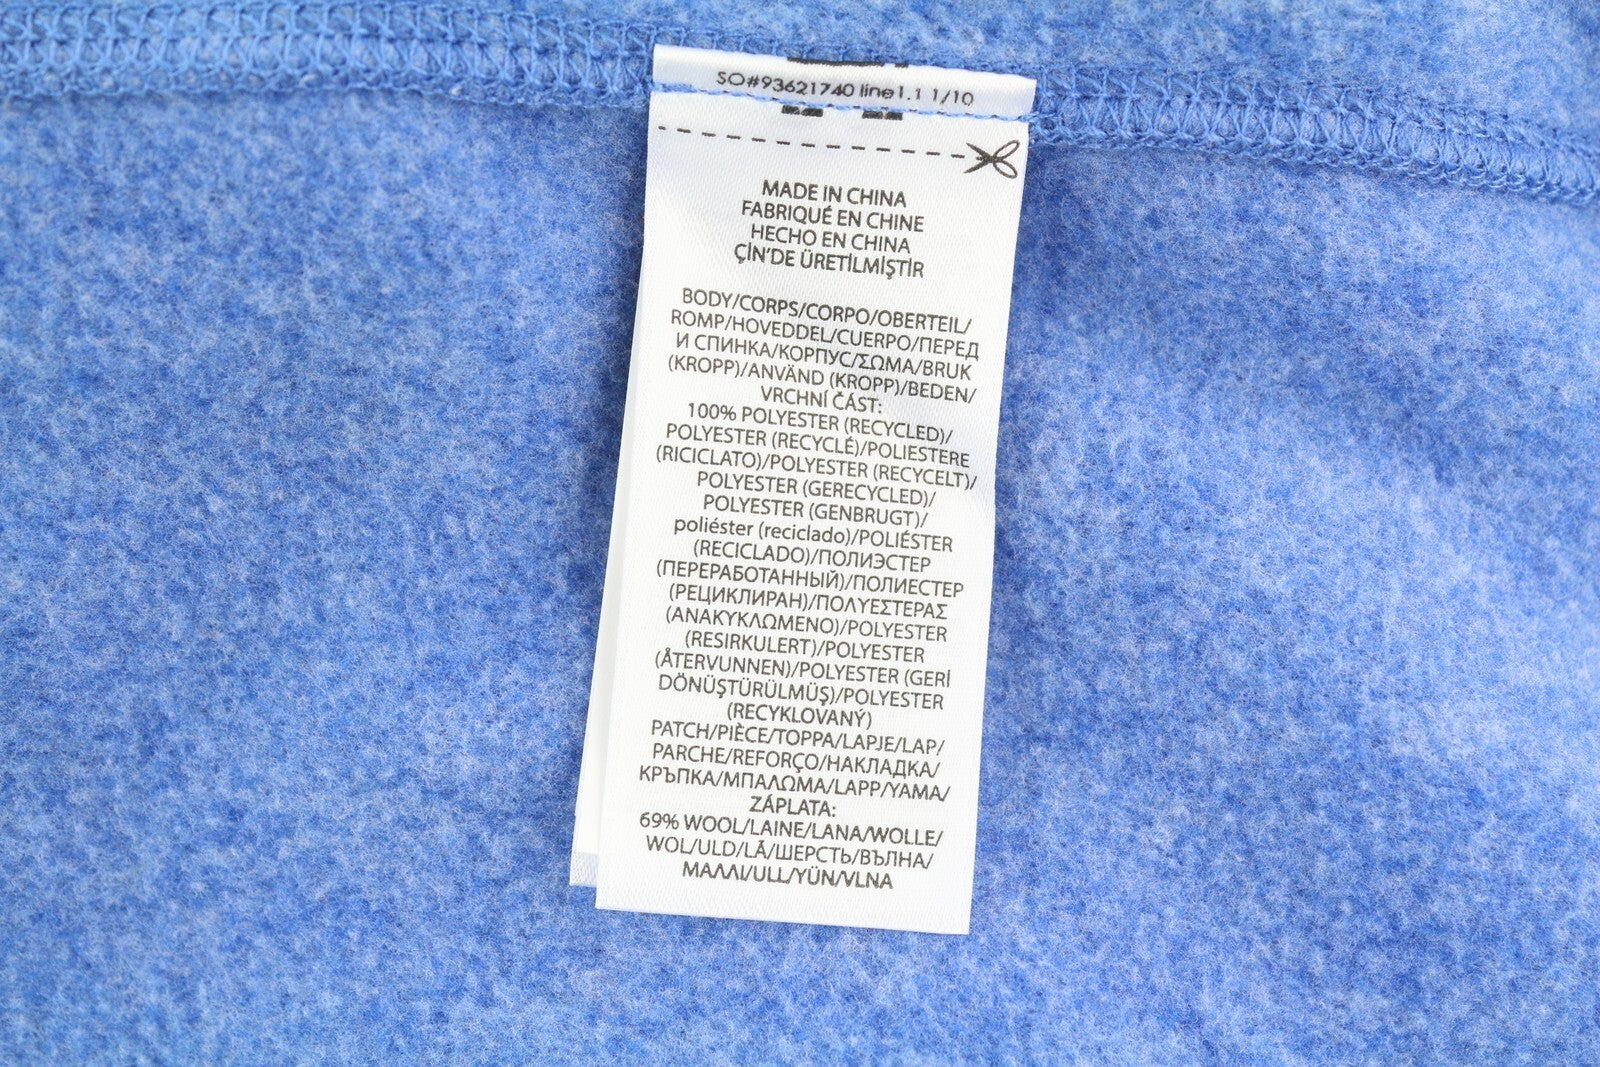 SO#93621740 line1.1 1/10
MADE IN CHINA
FABRIQUÉ EN CHINE
HECHO EN CHINA
ÇİN'DE ÜRETİLMİŞTİR
BODY/CORPS/CORPO/OBERTEIL/
ROMP/HOVEDDEL/CUERPO/ПЕРЕД
И СПИНКА/КОРПУС/ΣΩΜΑ/BRUK
(KROPP)/ANVÄND (KROPP)/BEDEN/
VRCHNÍ ČÁST:
100% POLYESTER (RECYCLED)/
POLYESTER (RECYCLÉ)/POLIESTERE
(RICICLATO)/POLYESTER (RECYCELT)/
POLYESTER (GERECYCLED)/
POLYESTER (GENBRUGT)/
poliéster (reciclado)/POLIÉSTER
(RECICLADO)/ПОЛИЭСТЕР
(ПЕРЕРАБОТАННЫЙ)/ПОЛИЕСТЕР
(РЕЦИКЛИРАН)/ΠΟΛΥΕΣΤΕΡΑΣ
(ΑΝΑΚΥΚΛΩΜΕΝΟ)/POLYESTER
(RESIRKULERT)/POLYESTER
(ÅTERVUNNEN)/POLYESTER (GERİ
DÖNÜŞTÜRÜLMÜŞ)/POLYESTER
(RECYKLOVANÝ)
PATCH/PIÈCE/TOPPA/LAPJE/LAP/
PARCHE/REFORÇO/НАКЛАДКА/
КРЪПКА/ΜΠΑΛΩΜΑ/LAPP/YAMA/
ZÁPLATA:
69% WOOL/LAINE/LANA/WOLLE/
WOL/ULD/LÃ/ШЕРСТЬ/ВЪЛНА/
ΜΑΛΛΙ/ULL/YÜN/VLNA